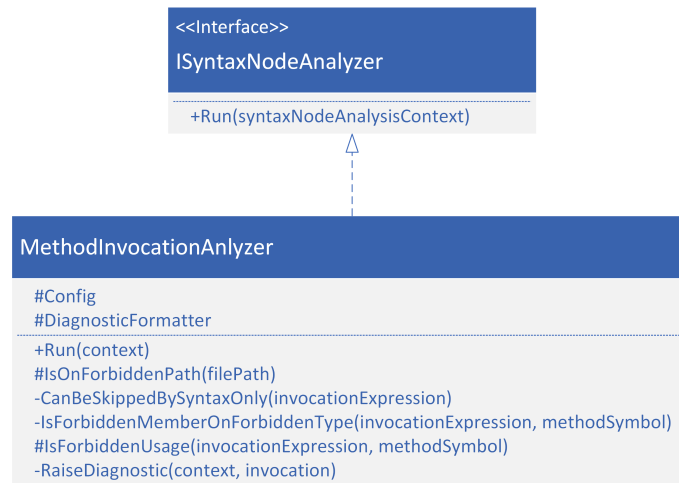 <<Interface>>
ISyntaxNodeAnalyzer
+Run(syntaxNodeAnalysisContext)
MethodInvocationAnlyzer
#Config
#DiagnosticFormatter
+Run(context)
#IsOnForbiddenPath(filePath)
-CanBeSkippedBySyntaxOnly(invocationExpression)
-IsForbiddenMemberOnForbiddenType(invocationExpression, methodSymbol)
#IsForbiddenUsage(invocationExpression, methodSymbol)
-RaiseDiagnostic(context, invocation)